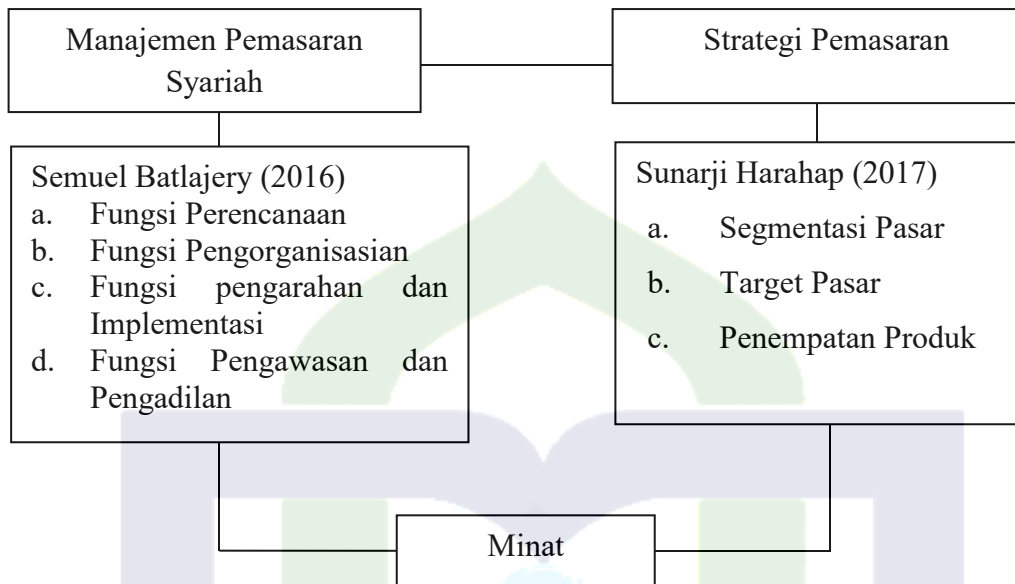 Manajemen Pemasaran
Syariah
Strategi Pemasaran
Semuel Batlajery (2016)
a. Fungsi Perencanaan
b. Fungsi Pengorganisasian
c. Fungsi pengarahan dan
Implementasi
d. Fungsi Pengawasan dan
Pengadilan
Sunarji Harahap (2017)
a. Segmentasi Pasar
b. Target Pasar
c. Penempatan Produk
Minat